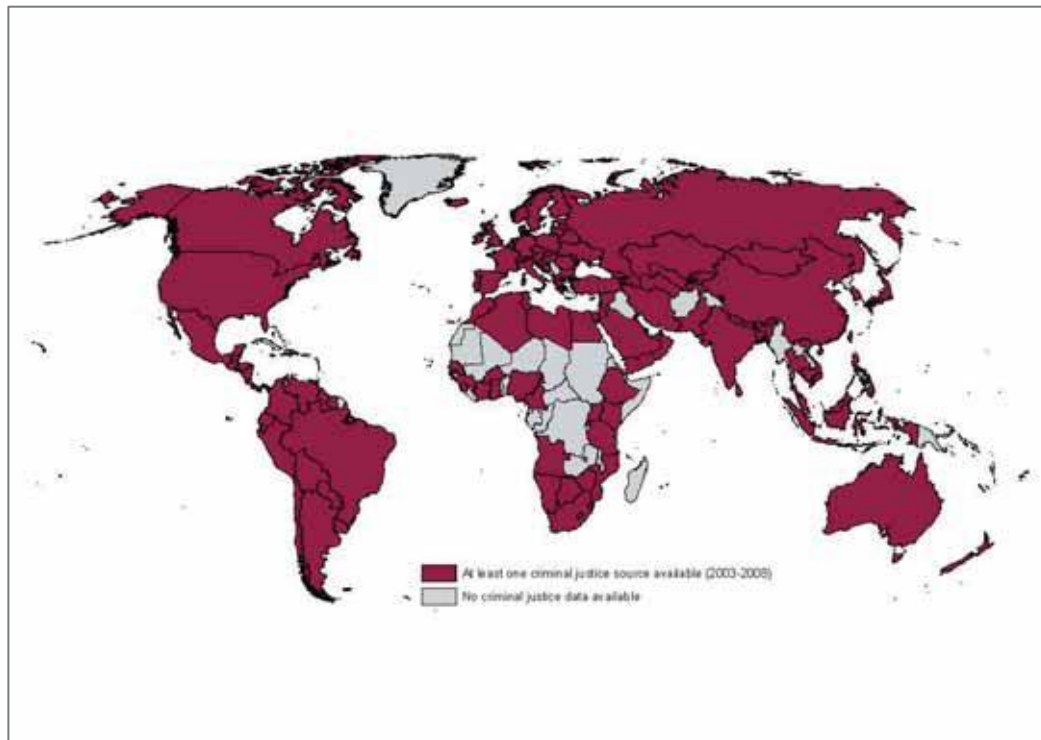 At least one criminal justice source available (2003-2008)
No criminal justice data available